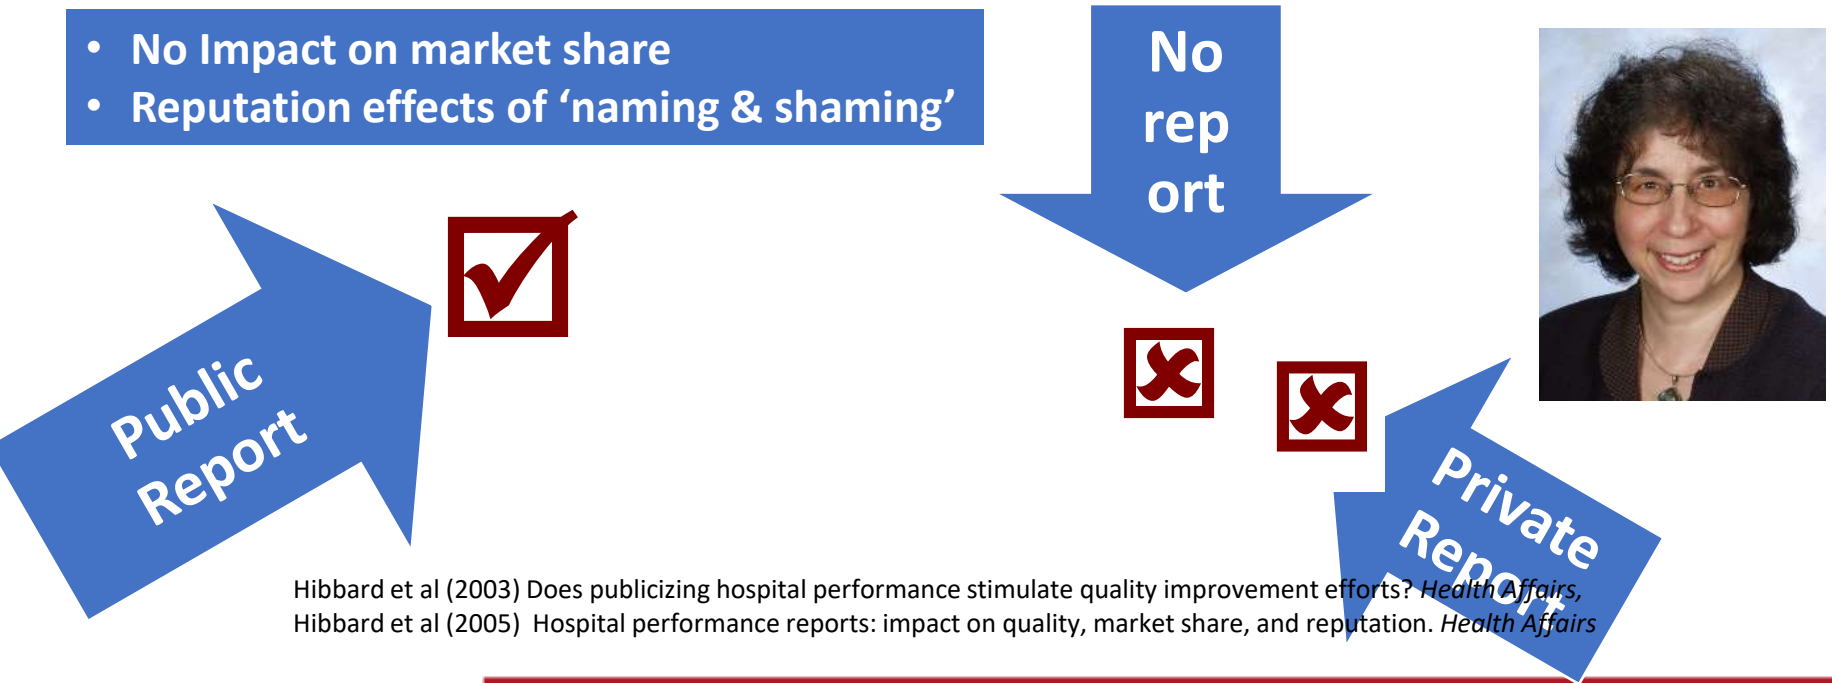 • No Impact on market share
• Reputation effects of ‘naming & shaming’
No
rep
ort
Public
Report
Private
Report
Hibbard et al (2003) Does publicizing hospital performance stimulate quality improvement efforts? Health Affairs,
Hibbard et al (2005)  Hospital performance reports: impact on quality, market share, and reputation. Health Affairs